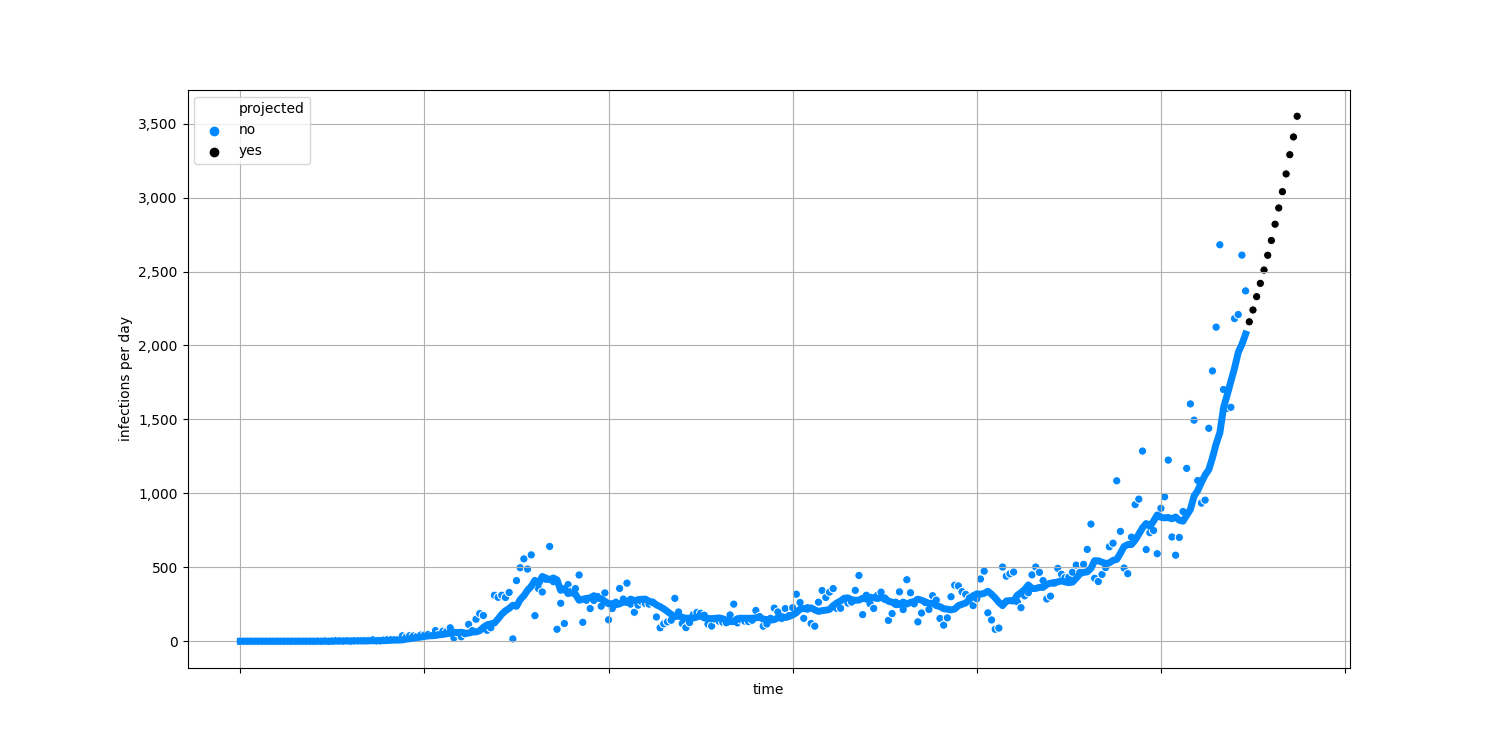 projected
no
yes
3,500
3,000
2,500
2,000
1,500
1,000
500
0
infections per day
time